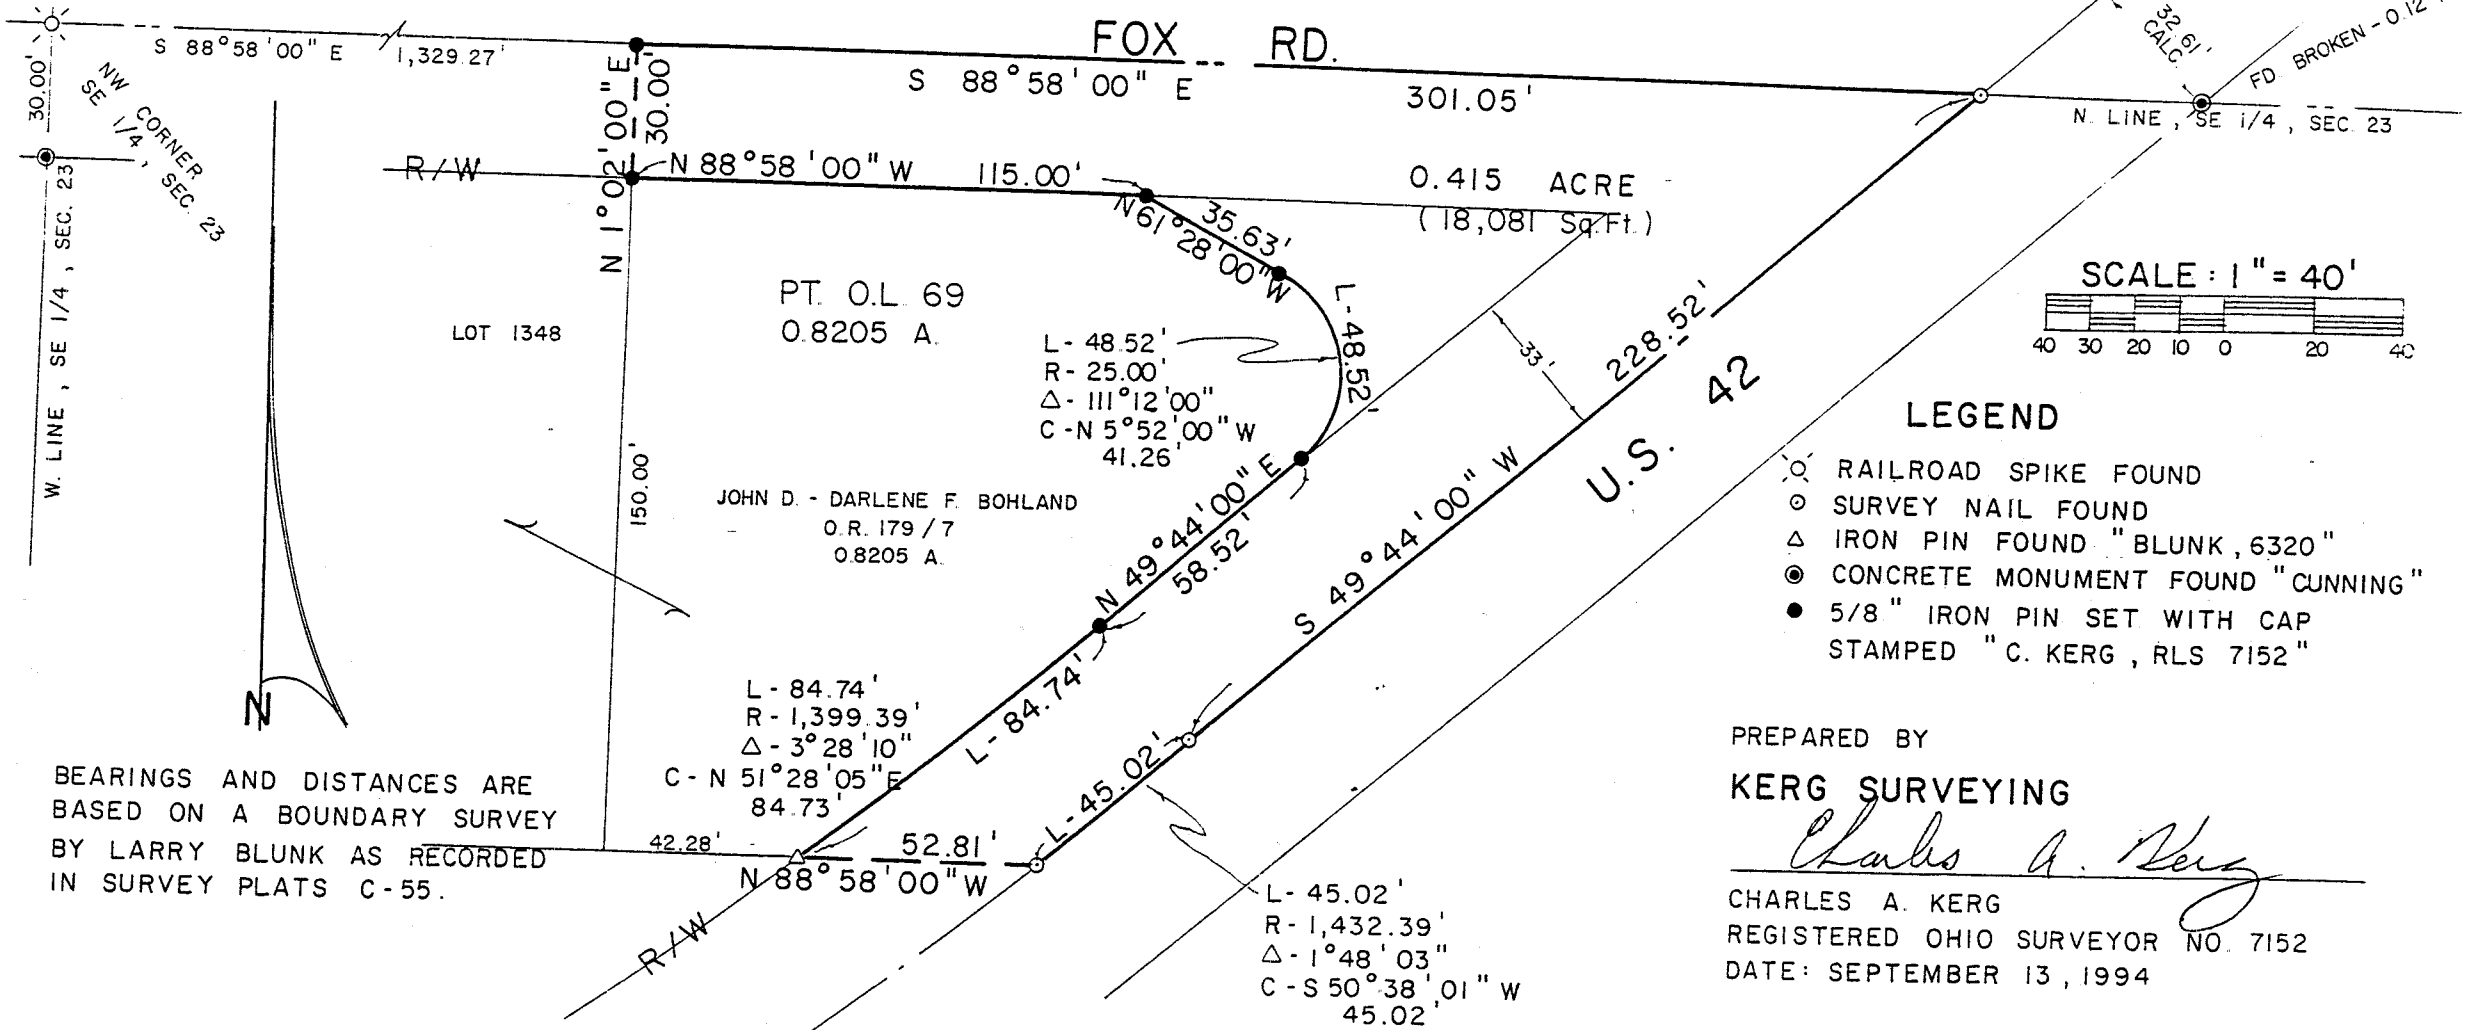 FOX RD.
S 88°58'00" E 1,329.27'
S 88°58'00" E 301.05'
32.61'
CALC.
FD. BROKEN - 0.12'
N. LINE, SE 1/4, SEC. 23
30.00'
NW CORNER
SE 1/4, SEC. 23
W. LINE, SE 1/4, SEC. 23
N 1°02'00" E
30.00'
R/W
N 88°58'00" W 115.00'
0.415 ACRE
(18,081 Sq.Ft.)
35.63'
N 61°28'00" W
L-48.52'
PT. O.L. 69
0.8205 A.
LOT 1348
L- 48.52'
R- 25.00'
△- 111°12'00"
C-N 5°52'00" W
41.26'
33'
228.52'
U.S. 42
S 49°44'00" W
SCALE: 1"= 40'
40 30 20 10 0 20 40
LEGEND
RAILROAD SPIKE FOUND
SURVEY NAIL FOUND
△ IRON PIN FOUND "BLUNK, 6320"
CONCRETE MONUMENT FOUND "CUNNING"
● 5/8" IRON PIN SET WITH CAP
STAMPED "C. KERG, RLS 7152"
150.00'
JOHN D. - DARLENE F. BOHLAND
O.R. 179 / 7
0.8205 A.
N 49°44'00" E
58.52'
L-84.74'
L- 84.74'
R- 1,399.39'
△- 3°28'10"
C- N 51°28'05" E
84.73'
N
BEARINGS AND DISTANCES ARE
BASED ON A BOUNDARY SURVEY
BY LARRY BLUNK AS RECORDED
IN SURVEY PLATS C-55.
42.28'
52.81'
N 88°58'00" W
L-45.02'
R/W
L- 45.02'
R- 1,432.39'
△- 1°48'03"
C-S 50°38'01" W
45.02'
PREPARED BY
KERG SURVEYING
Charles A. Kerg
CHARLES A. KERG
REGISTERED OHIO SURVEYOR NO. 7152
DATE: SEPTEMBER 13, 1994